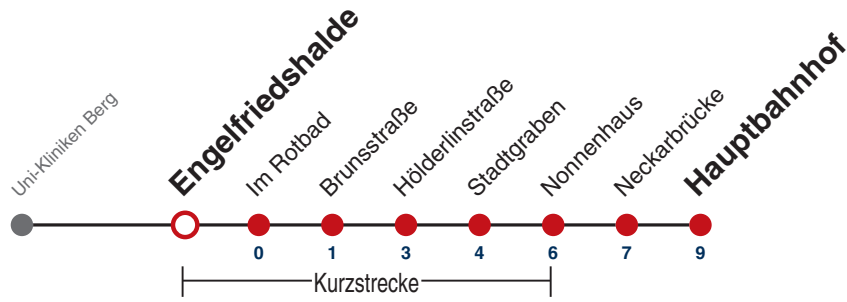 Uni-Kliniken Berg
Engelfriedshalde
Im Rotbad
Brunsstraße
Hölderlinstraße
Stadtgraben
Nonnenhaus
Neckarbrücke
Hauptbahnhof
0 1 3 4 6 7 9
Kurzstrecke